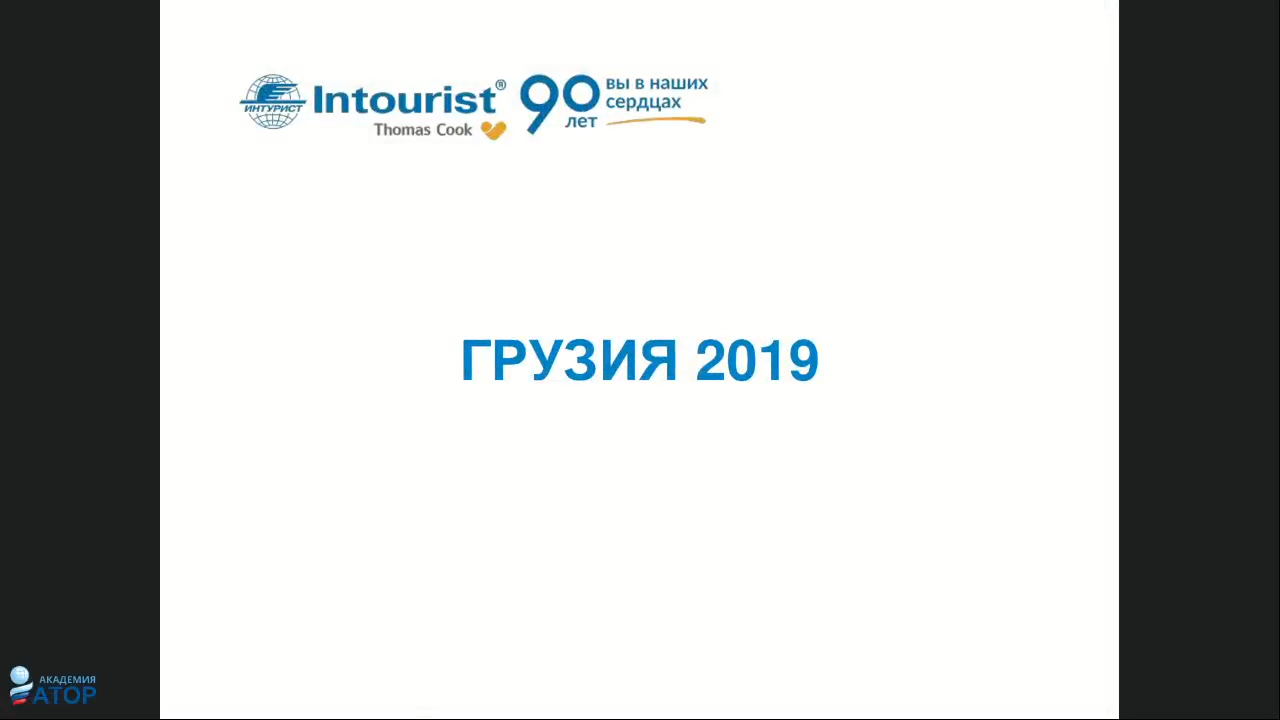 ИНТУРИСТ
Intourist®
Thomas Cook
90 лет
вы в наших
сердцах
ГРУЗИЯ 2019
АКАДЕМИЯ
АТОР